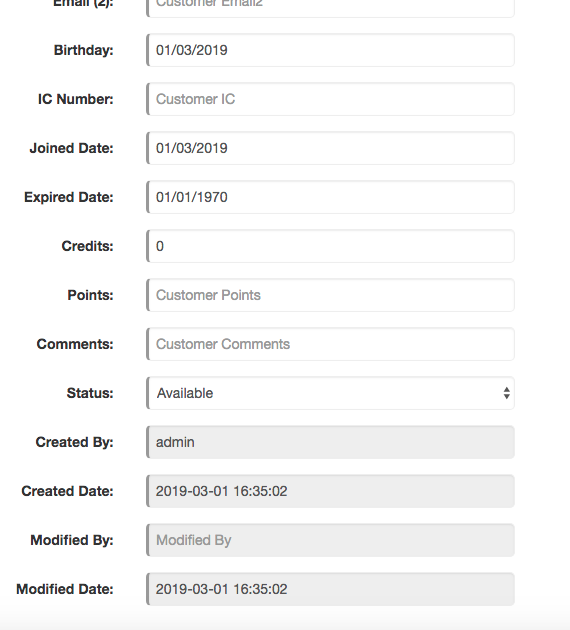 Email (2): Customer Email2
Birthday: 01/03/2019
IC Number: Customer IC
Joined Date: 01/03/2019
Expired Date: 01/01/1970
Credits: 0
Points: Customer Points
Comments: Customer Comments
Status: Available
Created By: admin
Created Date: 2019-03-01 16:35:02
Modified By: Modified By
Modified Date: 2019-03-01 16:35:02